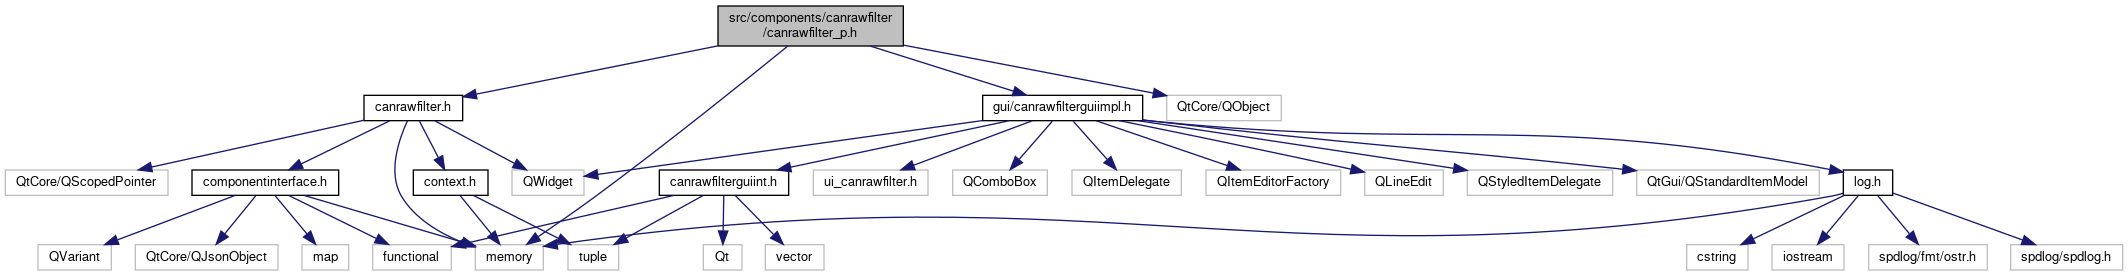 src/components/canrawfilter
/canrawfilter_p.h
canrawfilter.h
gui/canrawfilterguiimpl.h
QtCore/QObject
QtCore/QScopedPointer
componentinterface.h
context.h
QWidget
canrawfilterguiint.h
ui_canrawfilter.h
QComboBox
QItemDelegate
QItemEditorFactory
QLineEdit
QStyledItemDelegate
QtGui/QStandardItemModel
log.h
QVariant
QtCore/QJsonObject
map
functional
memory
tuple
Qt
vector
cstring
iostream
spdlog/fmt/ostr.h
spdlog/spdlog.h